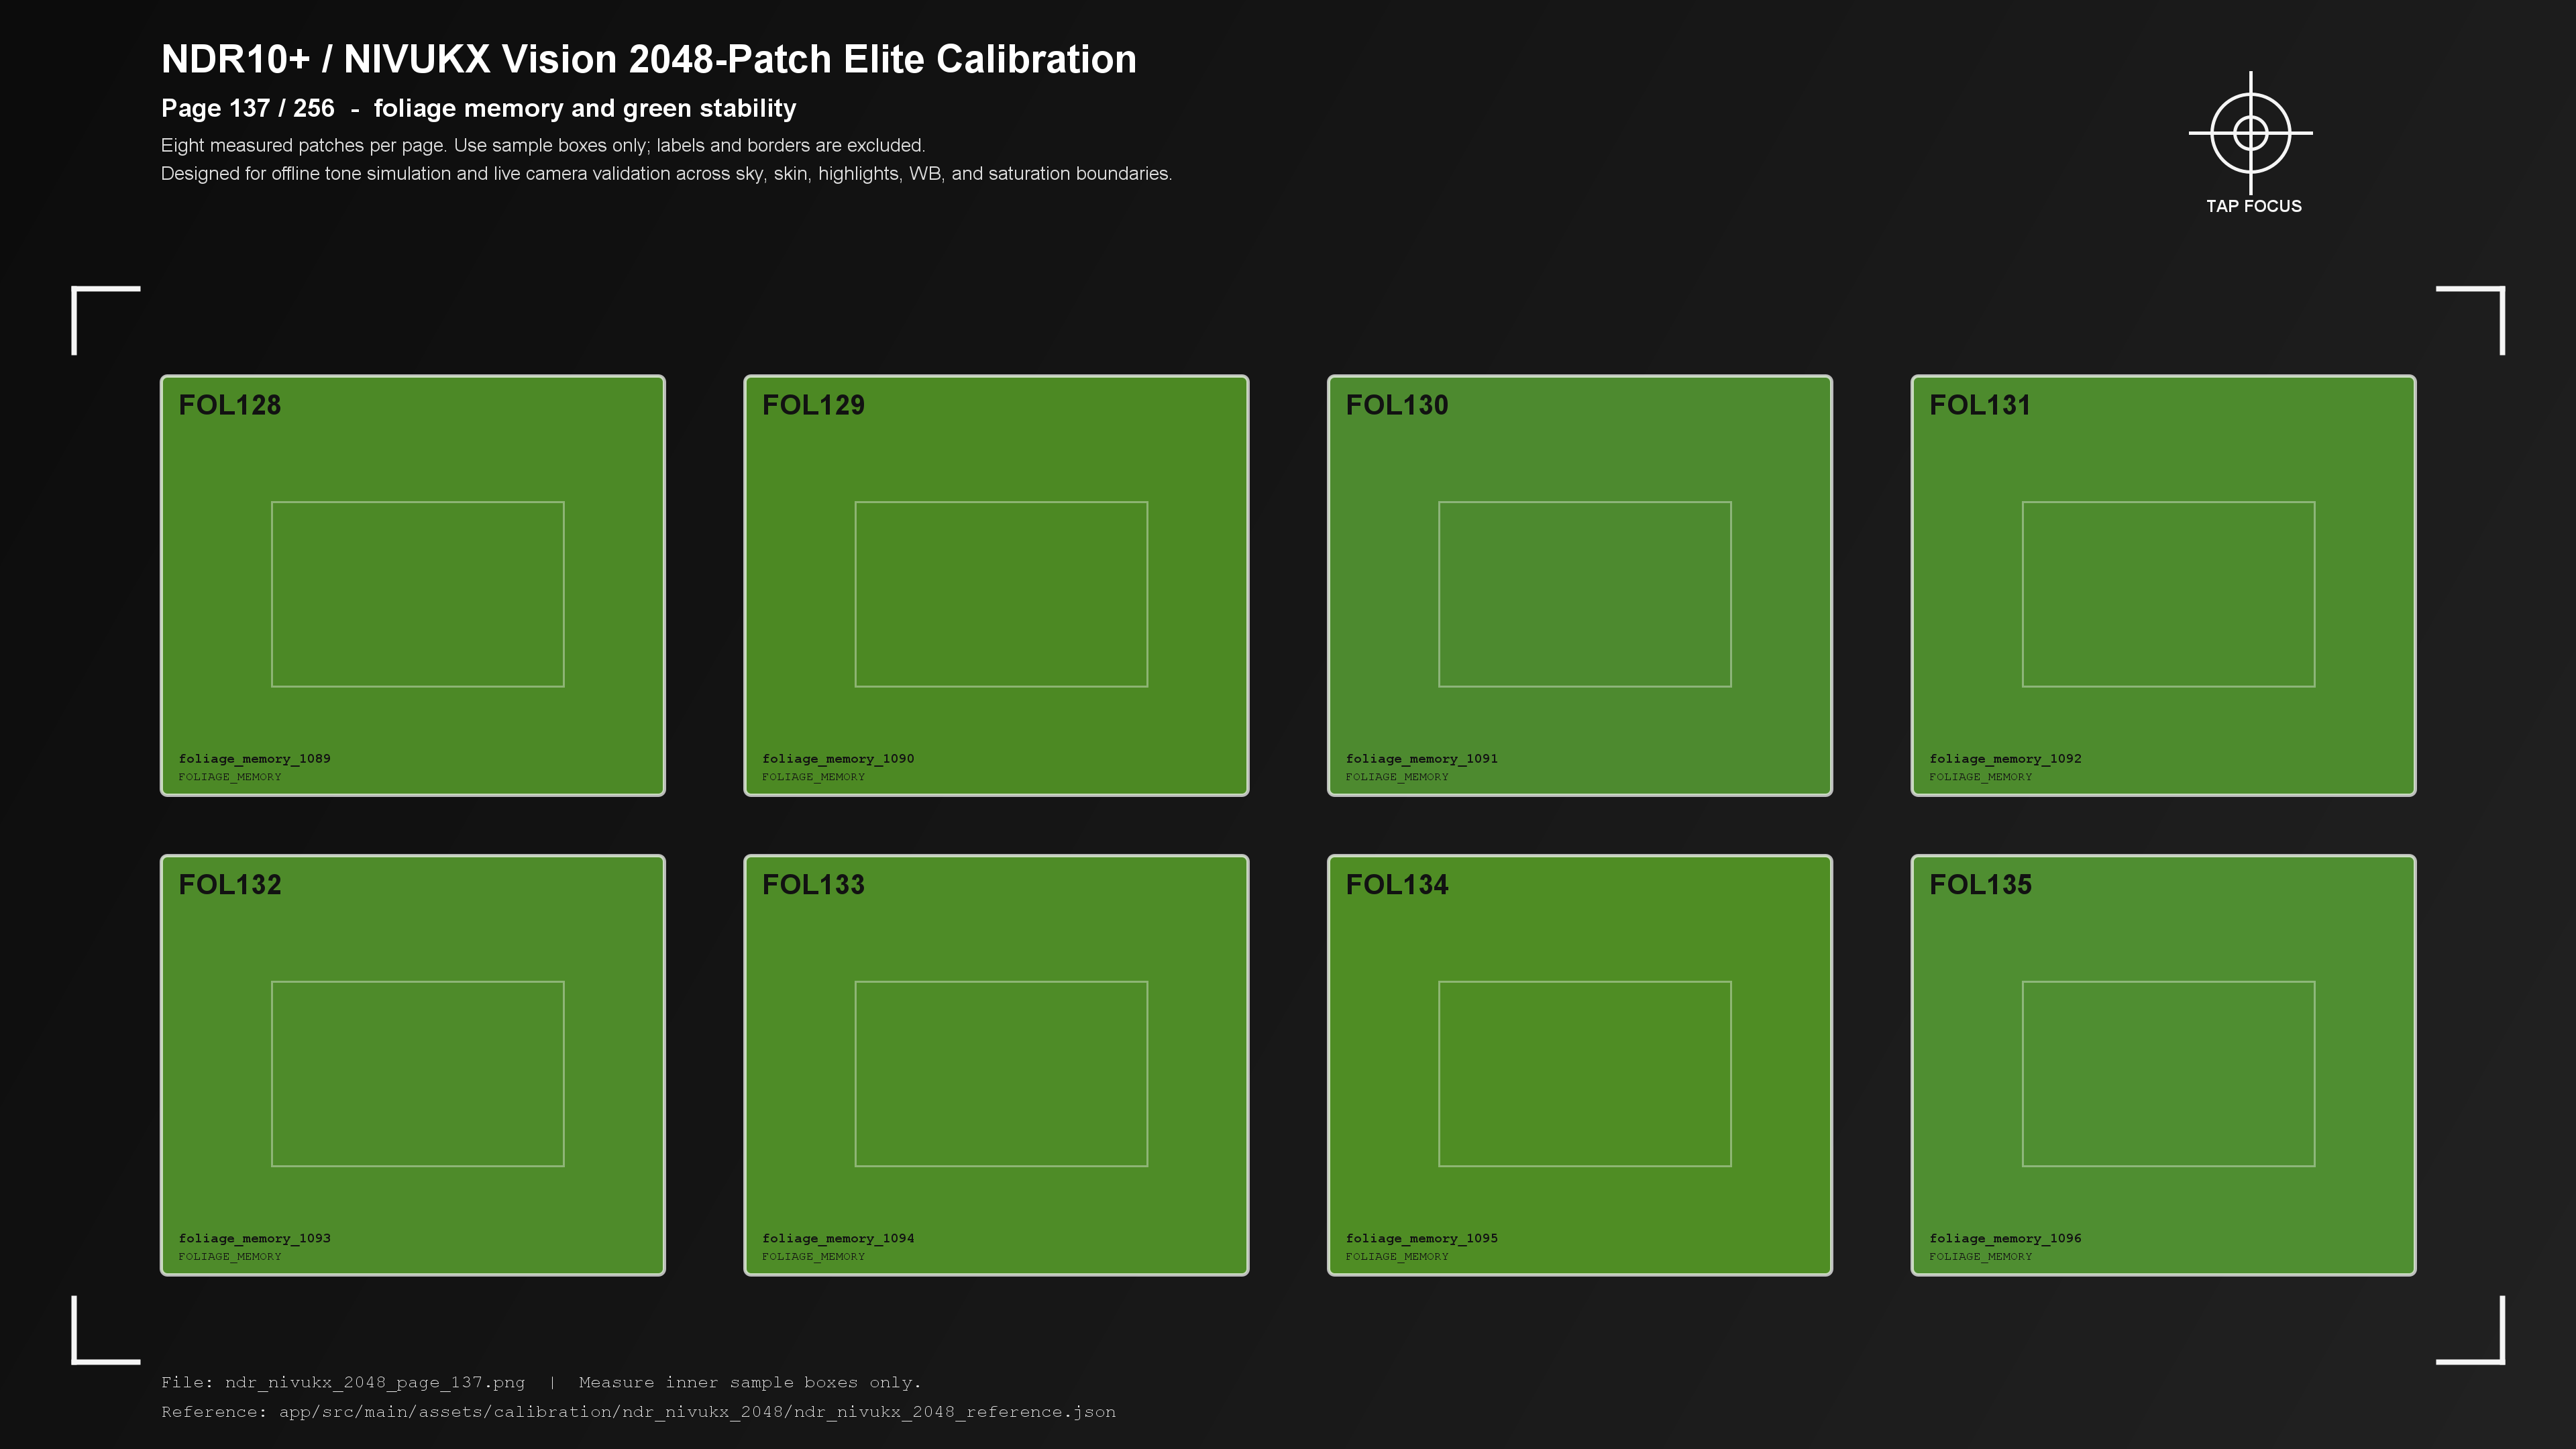 NDR10+ / NIVUKX Vision 2048-Patch Elite Calibration
Page 137 / 256 - foliage memory and green stability
Eight measured patches per page. Use sample boxes only; labels and borders are excluded.
Designed for offline tone simulation and live camera validation across sky, skin, highlights, WB, and saturation boundaries.
TAP FOCUS
FOL128
foliage_memory_1089
FOLIAGE_MEMORY
FOL129
foliage_memory_1090
FOLIAGE_MEMORY
FOL130
foliage_memory_1091
FOLIAGE_MEMORY
FOL131
foliage_memory_1092
FOLIAGE_MEMORY
FOL132
foliage_memory_1093
FOLIAGE_MEMORY
FOL133
foliage_memory_1094
FOLIAGE_MEMORY
FOL134
foliage_memory_1095
FOLIAGE_MEMORY
FOL135
foliage_memory_1096
FOLIAGE_MEMORY
File: ndr_nivukx_2048_page_137.png | Measure inner sample boxes only.
Reference: app/src/main/assets/calibration/ndr_nivukx_2048/ndr_nivukx_2048_reference.json